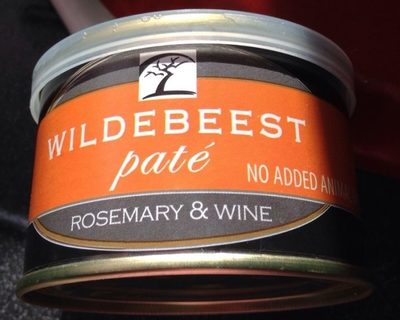 WILDEBEEST
paté
NO ADDED
ROSEMARY & WINE